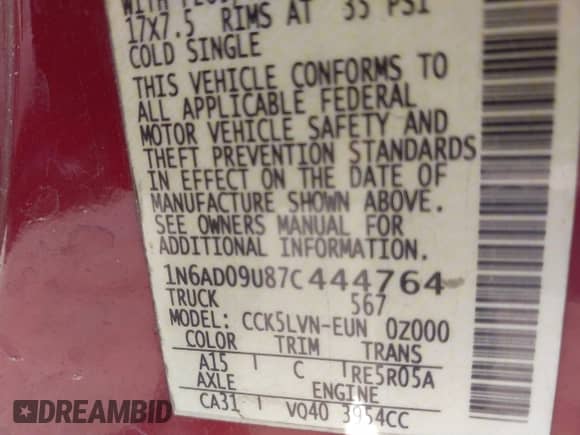 17X7.5 RIMS AT 35 PSI
COLD SINGLE
THIS VEHICLE CONFORMS TO
ALL APPLICABLE FEDERAL
MOTOR VEHICLE SAFETY AND
THEFT PREVENTION STANDARDS
IN EFFECT ON THE DATE OF
MANUFACTURE SHOWN ABOVE.
SEE OWNERS MANUAL FOR
ADDITIONAL INFORMATION.
1N6AD09U87C444764
TRUCK 567
MODEL: CCK5LVN-EUN 0Z000
COLOR TRIM TRANS
A15 C RE5R05A
AXLE ENGINE
CA31 VQ40 3954CC
DREAMBID